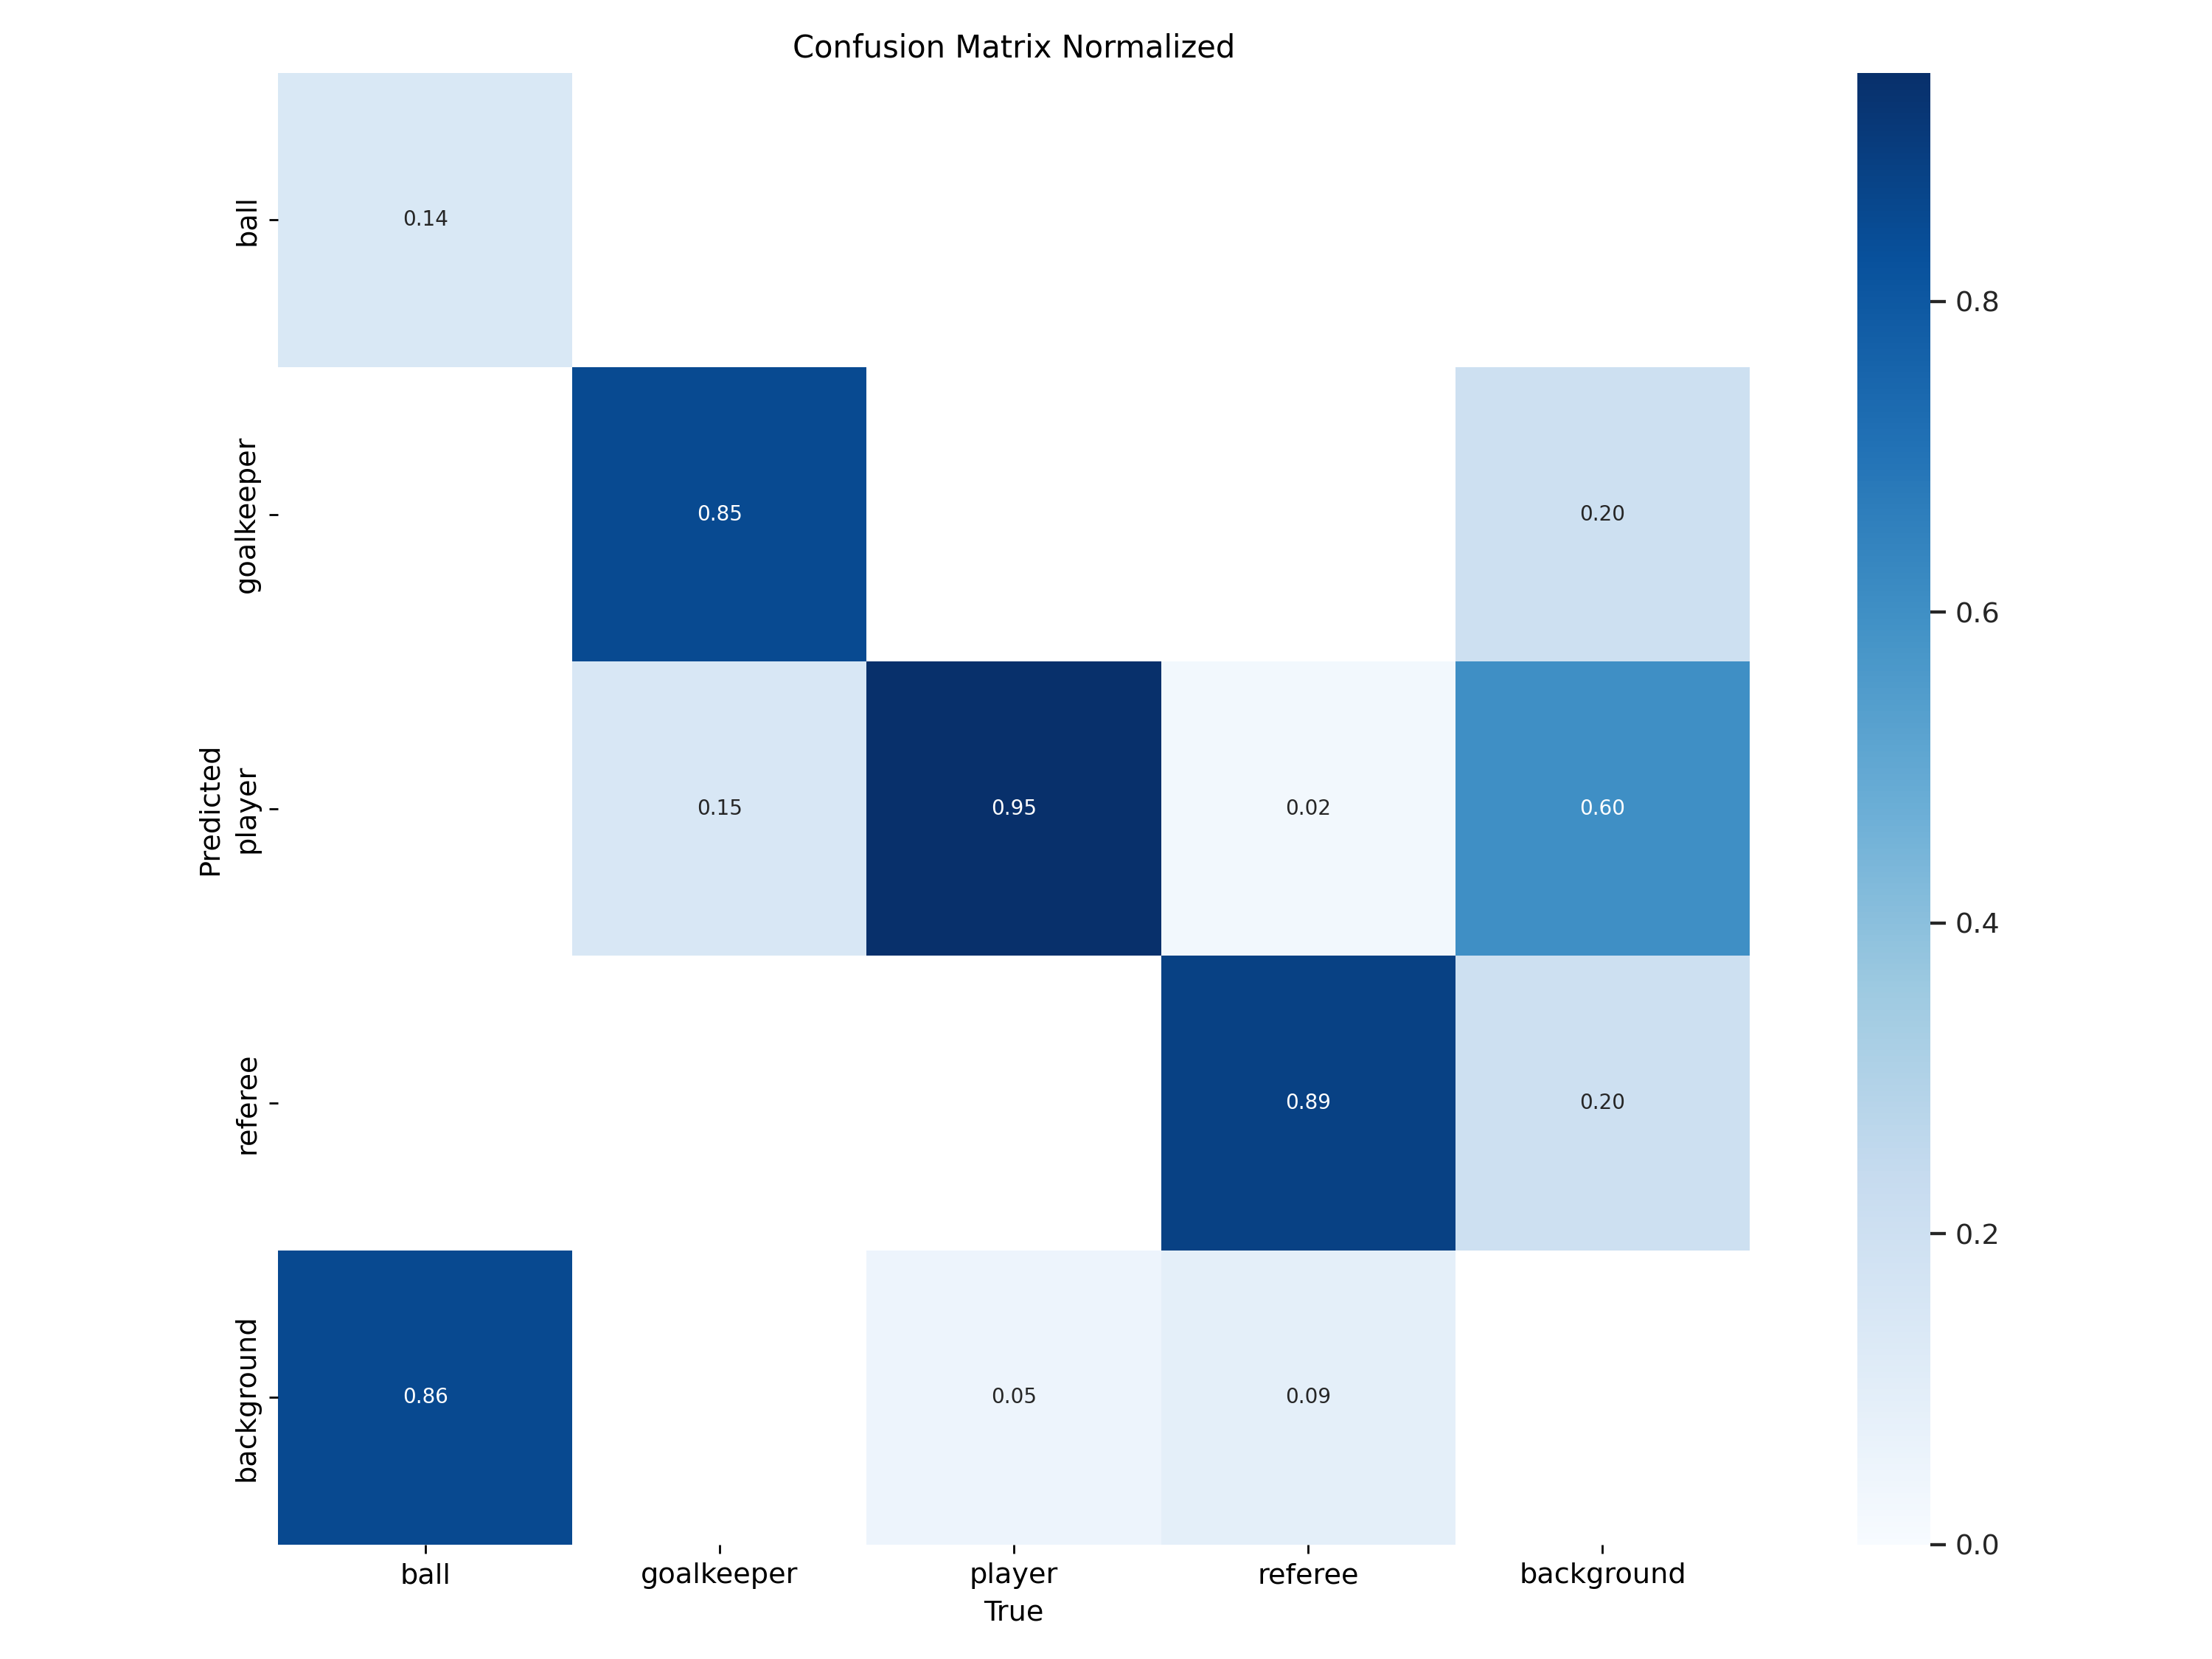 Confusion Matrix Normalized
ball
0.14
goalkeeper
0.85
0.20
Predicted
player
0.15
0.95
0.02
0.60
referee
0.89
0.20
background
0.86
0.05
0.09
ball
goalkeeper
player
referee
background
True
0.8
0.6
0.4
0.2
0.0